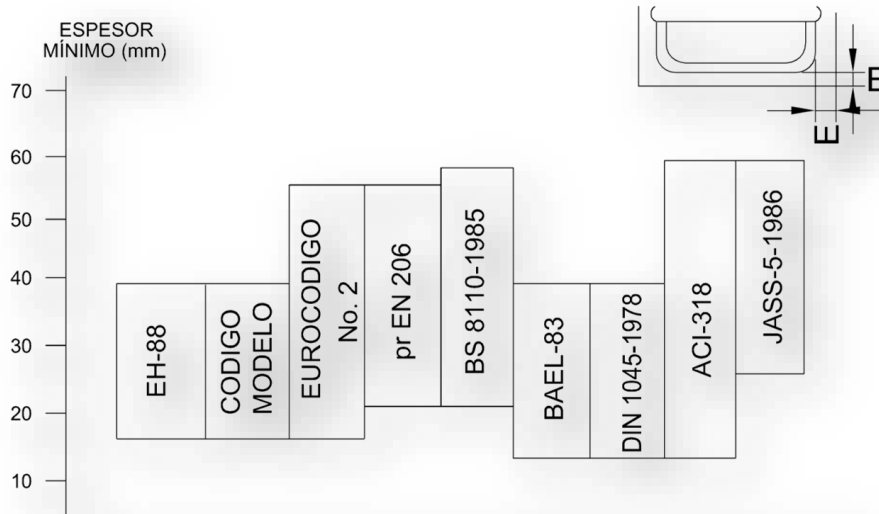 ESPESOR
MÍNIMO (mm)
70
60
50
40
30
20
10
EH-88
CODIGO
MODELO
EUROCODIGO
No. 2
pr EN 206
BS 8110-1985
BAEL-83
DIN 1045-1978
ACI-318
JASS-5-1986
E
E